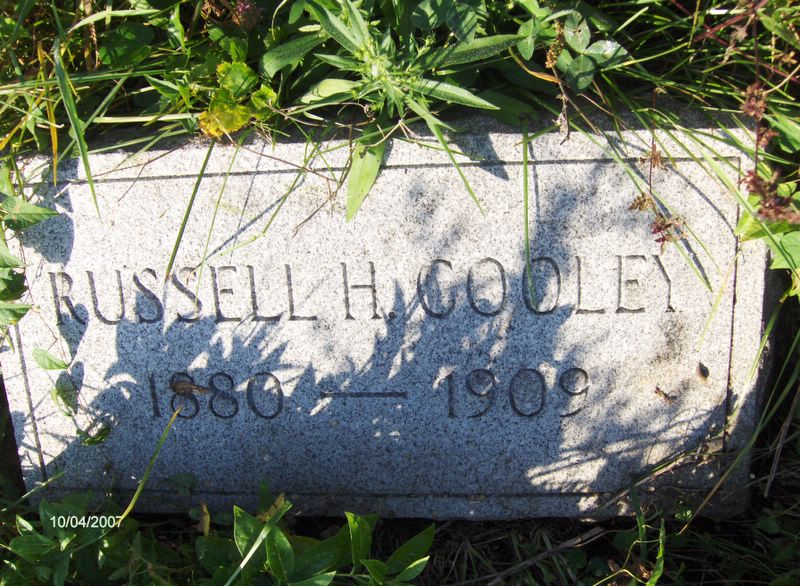 RUSSELL H. COOLEY
1880 — 1909
10/04/2007